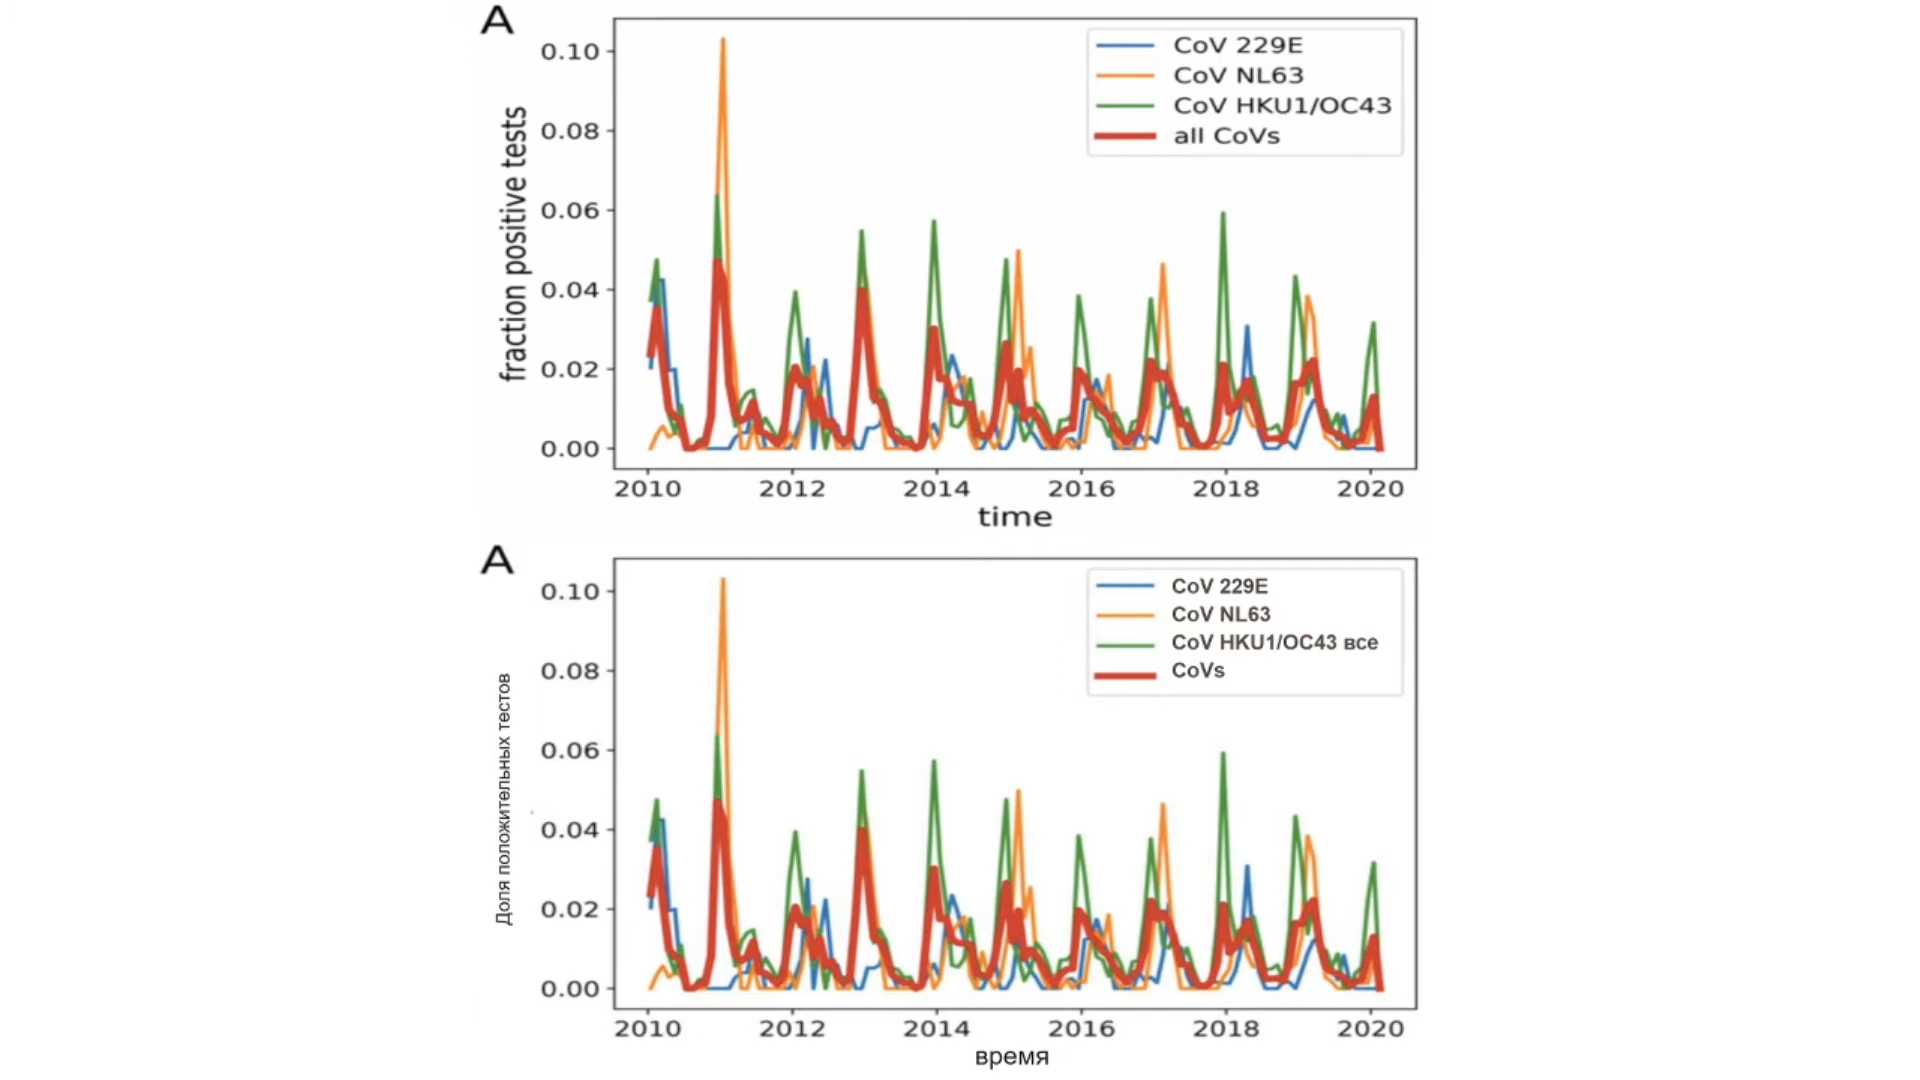 A
0.10
0.08
0.06
0.04
0.02
0.00
fraction positive tests
CoV 229E
CoV NL63
CoV HKU1/OC43
all CoVs
2010 2012 2014 2016 2018 2020
time
A
0.10
0.08
0.06
0.04
0.02
0.00
Доля положительных тестов
CoV 229E
CoV NL63
CoV HKU1/OC43 все
CoVs
2010 2012 2014 2016 2018 2020
время